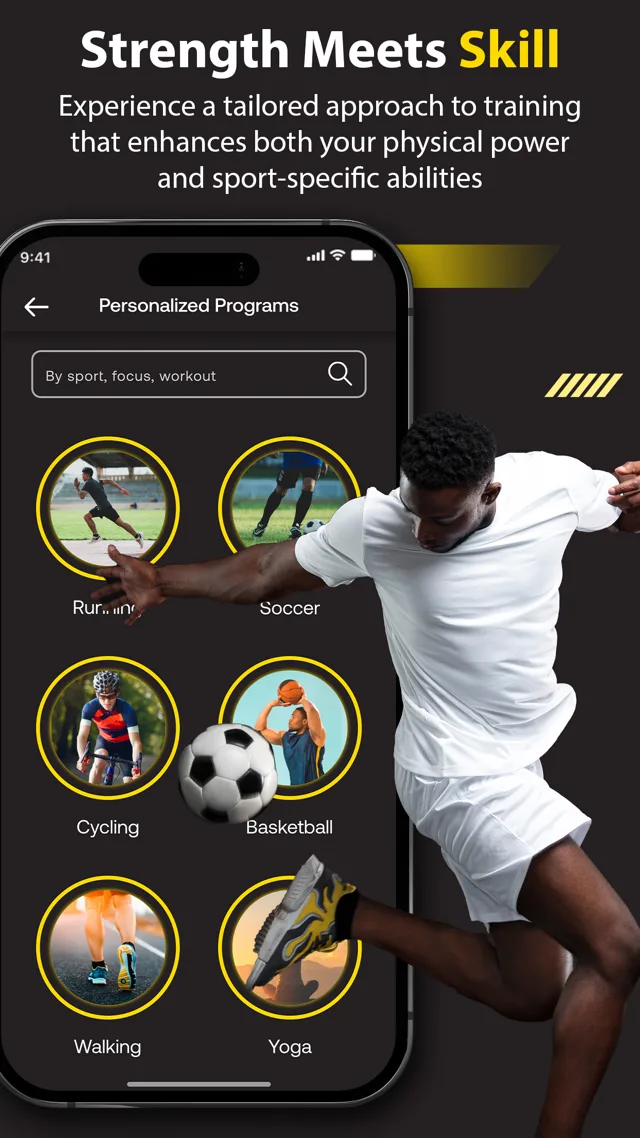 Strength Meets Skill
Experience a tailored approach to training
that enhances both your physical power
and sport-specific abilities
9:41
Personalized Programs
By sport, focus, workout
Running
Soccer
Cycling
Basketball
Walking
Yoga